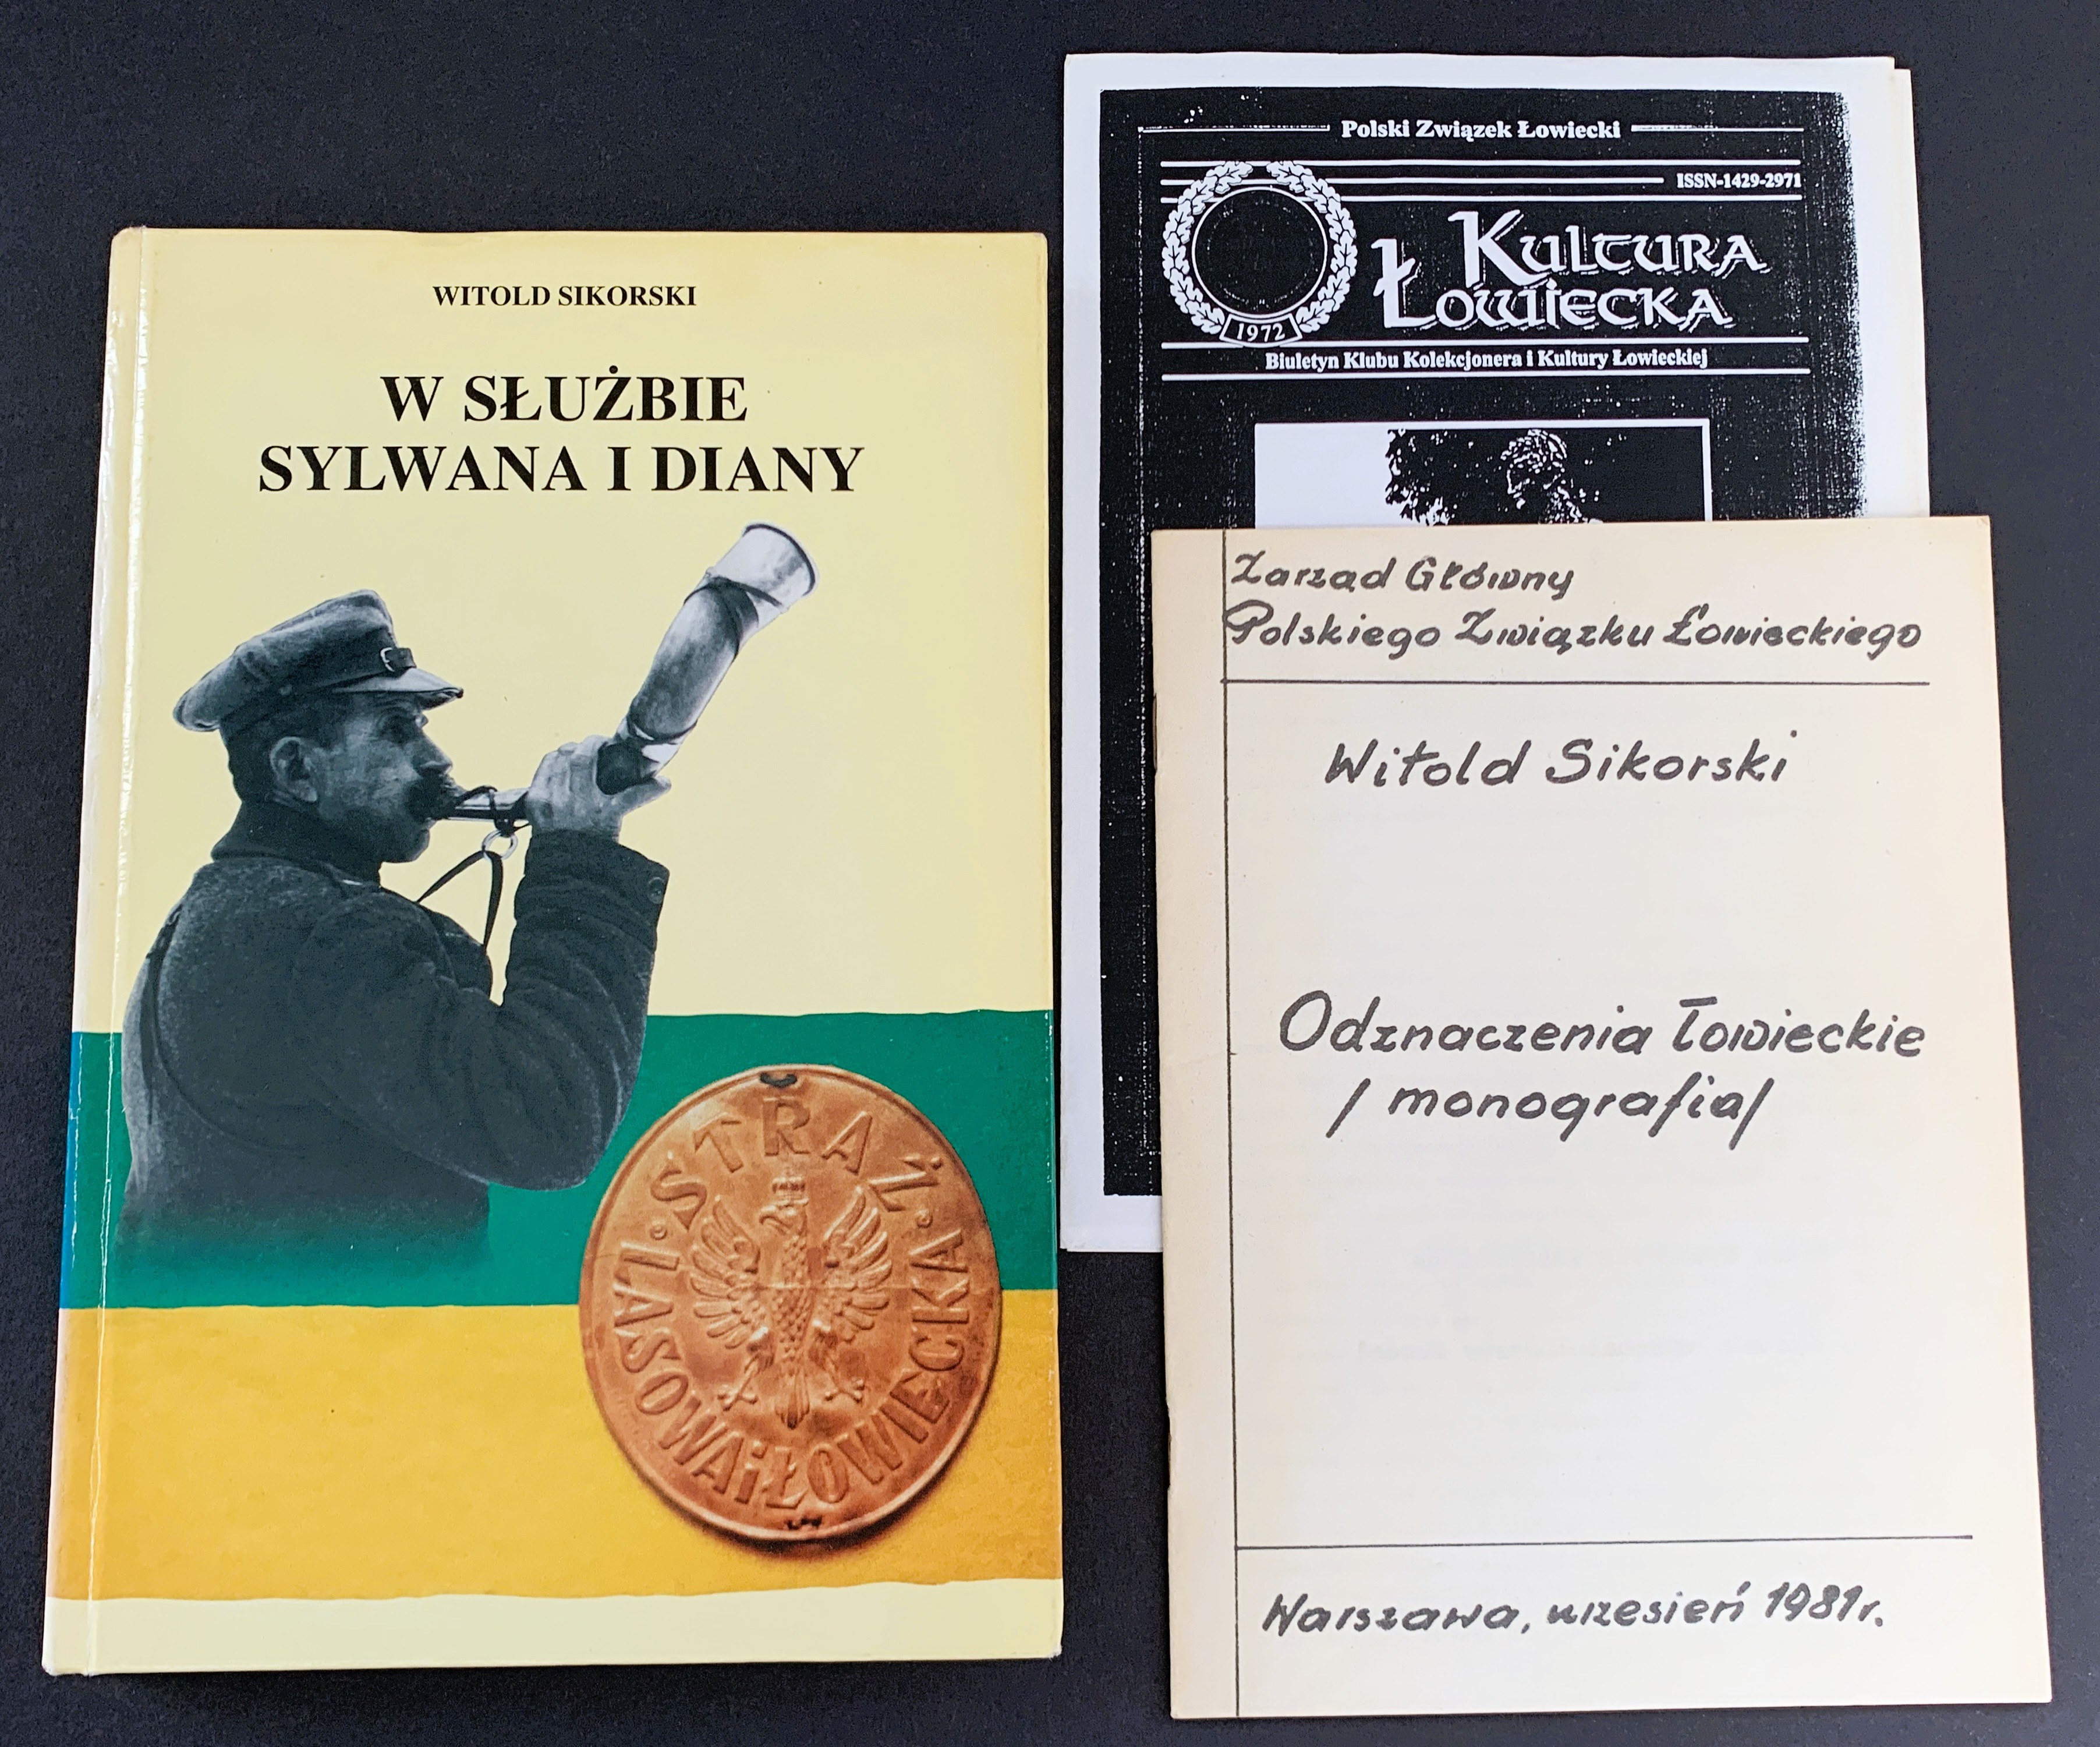 WITOLD SIKORSKI
W SŁUŻBIE
SYLWANA I DIANY
STRAŻ
LASOWA i ŁOWIECKA
Polski Związek Łowiecki
ISSN-1429-2971
KULTURA
ŁOWIECKA
1972
Biuletyn Klubu Kolekcjonera i Kultury Łowieckiej
Zarząd Główny
Polskiego Związku Łowieckiego
Witold Sikorski
Odznaczenia łowieckie
/monografia/
Warszawa, wrzesień 1981r.